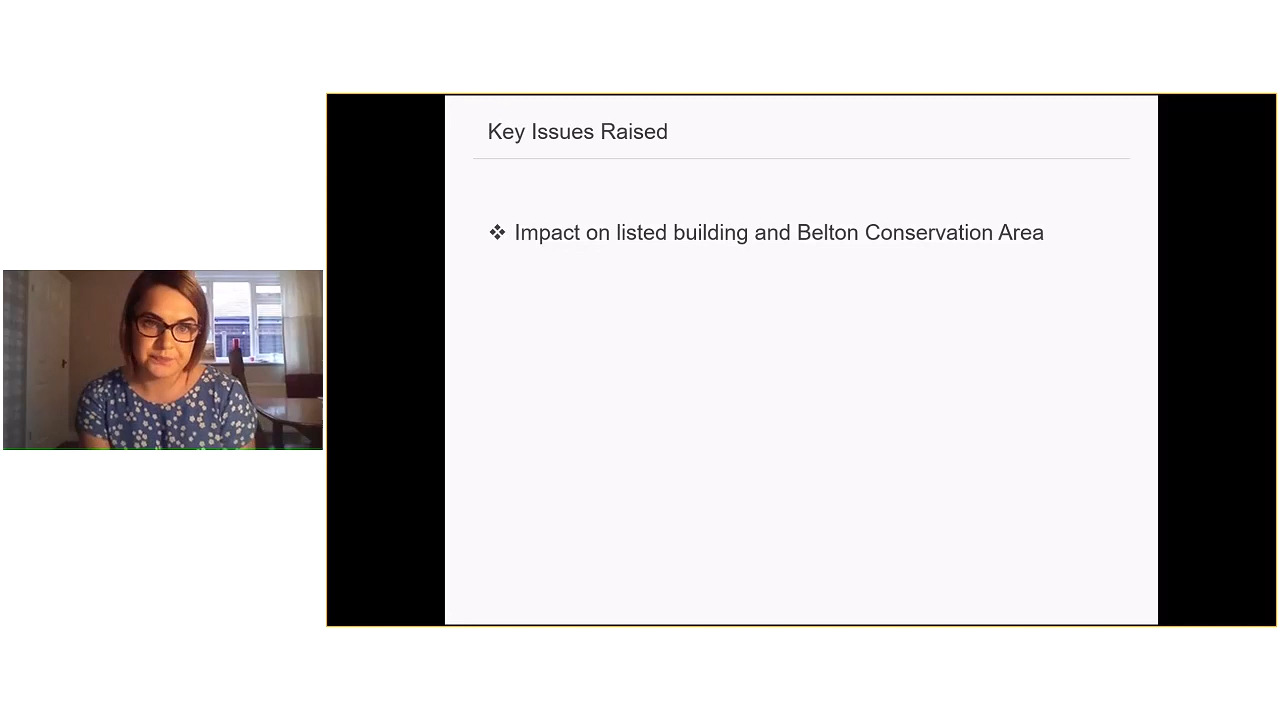 Key Issues Raised
❖ Impact on listed building and Belton Conservation Area